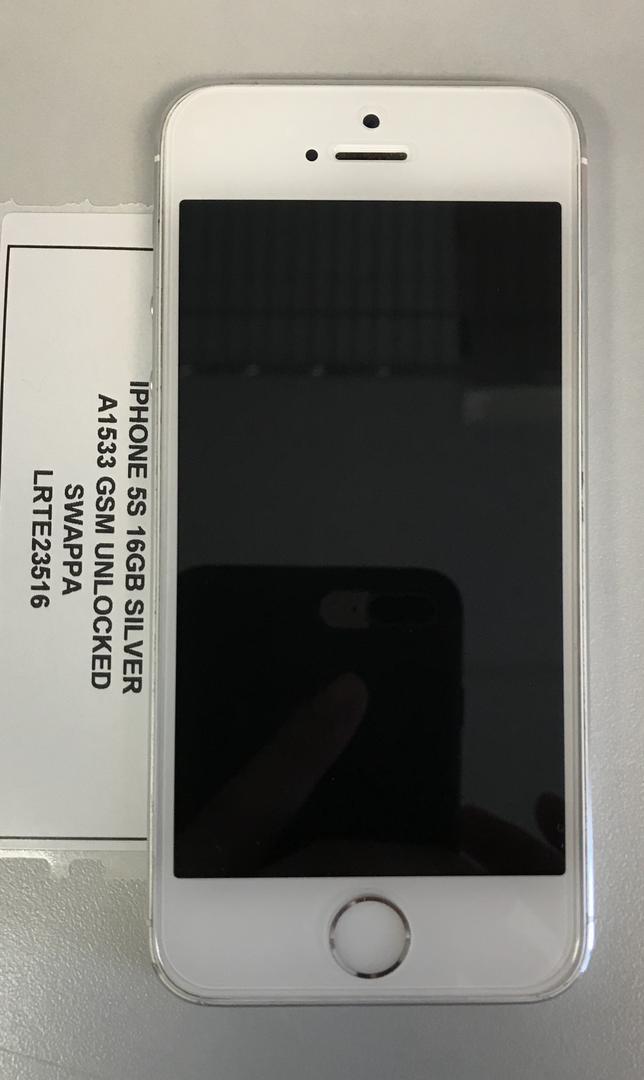 IPHONE 5S 16GB SILVER
A1533 GSM UNLOCKED
SWAPPA
LRTE23516